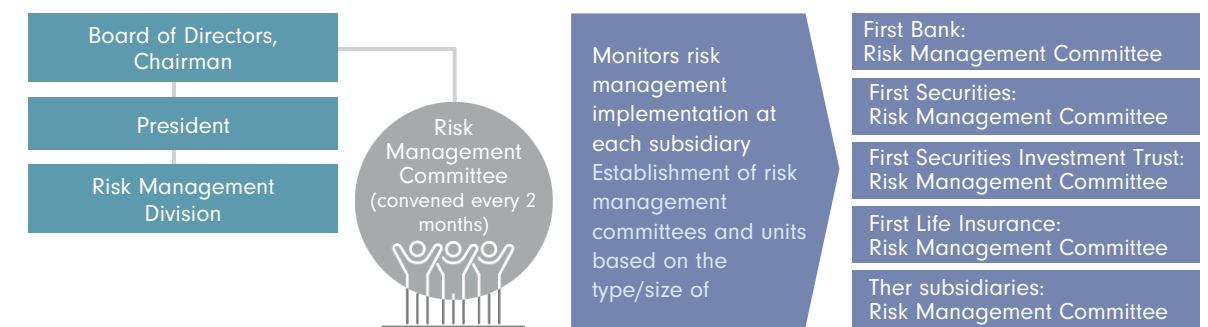 Board of Directors,
Chairman
President
Risk Management
Division
Risk
Management
Committee
(convened every 2
months)
Monitors risk
management
implementation at
each subsidiary
Establishment of risk
management
committees and units
based on the
type/size of
First Bank:
Risk Management Committee
First Securities:
Risk Management Committee
First Securities Investment Trust:
Risk Management Committee
First Life Insurance:
Risk Management Committee
Ther subsidiaries:
Risk Management Committee